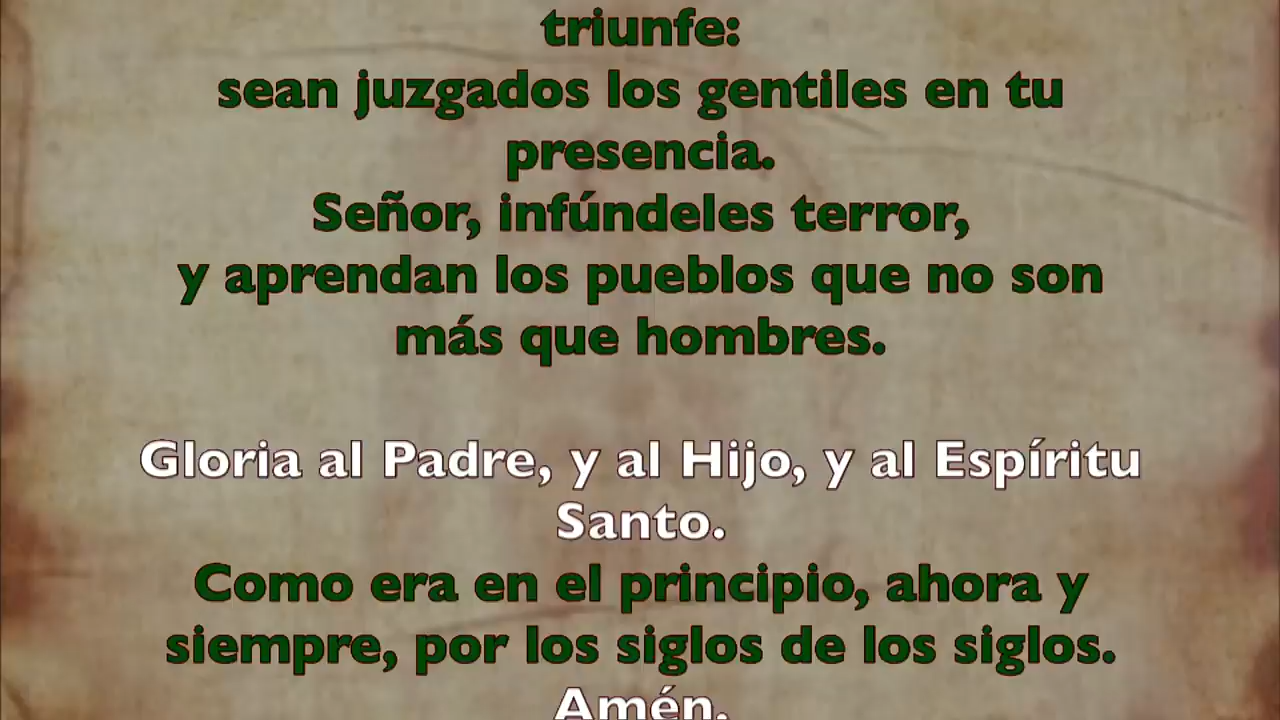 triunfe:
sean juzgados los gentiles en tu
presencia.
Señor, infúndeles terror,
y aprendan los pueblos que no son
más que hombres.
Gloria al Padre, y al Hijo, y al Espíritu
Santo.
Como era en el principio, ahora y
siempre, por los siglos de los siglos.
Amén.